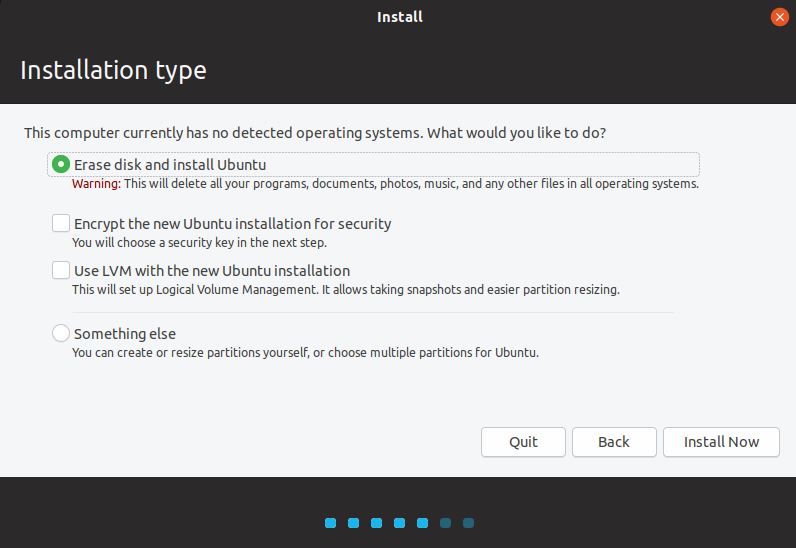 Install
Installation type
This computer currently has no detected operating systems. What would you like to do?
Erase disk and install Ubuntu
Warning: This will delete all your programs, documents, photos, music, and any other files in all operating systems.
Encrypt the new Ubuntu installation for security
You will choose a security key in the next step.
Use LVM with the new Ubuntu installation
This will set up Logical Volume Management. It allows taking snapshots and easier partition resizing.
Something else
You can create or resize partitions yourself, or choose multiple partitions for Ubuntu.
Quit Back Install Now